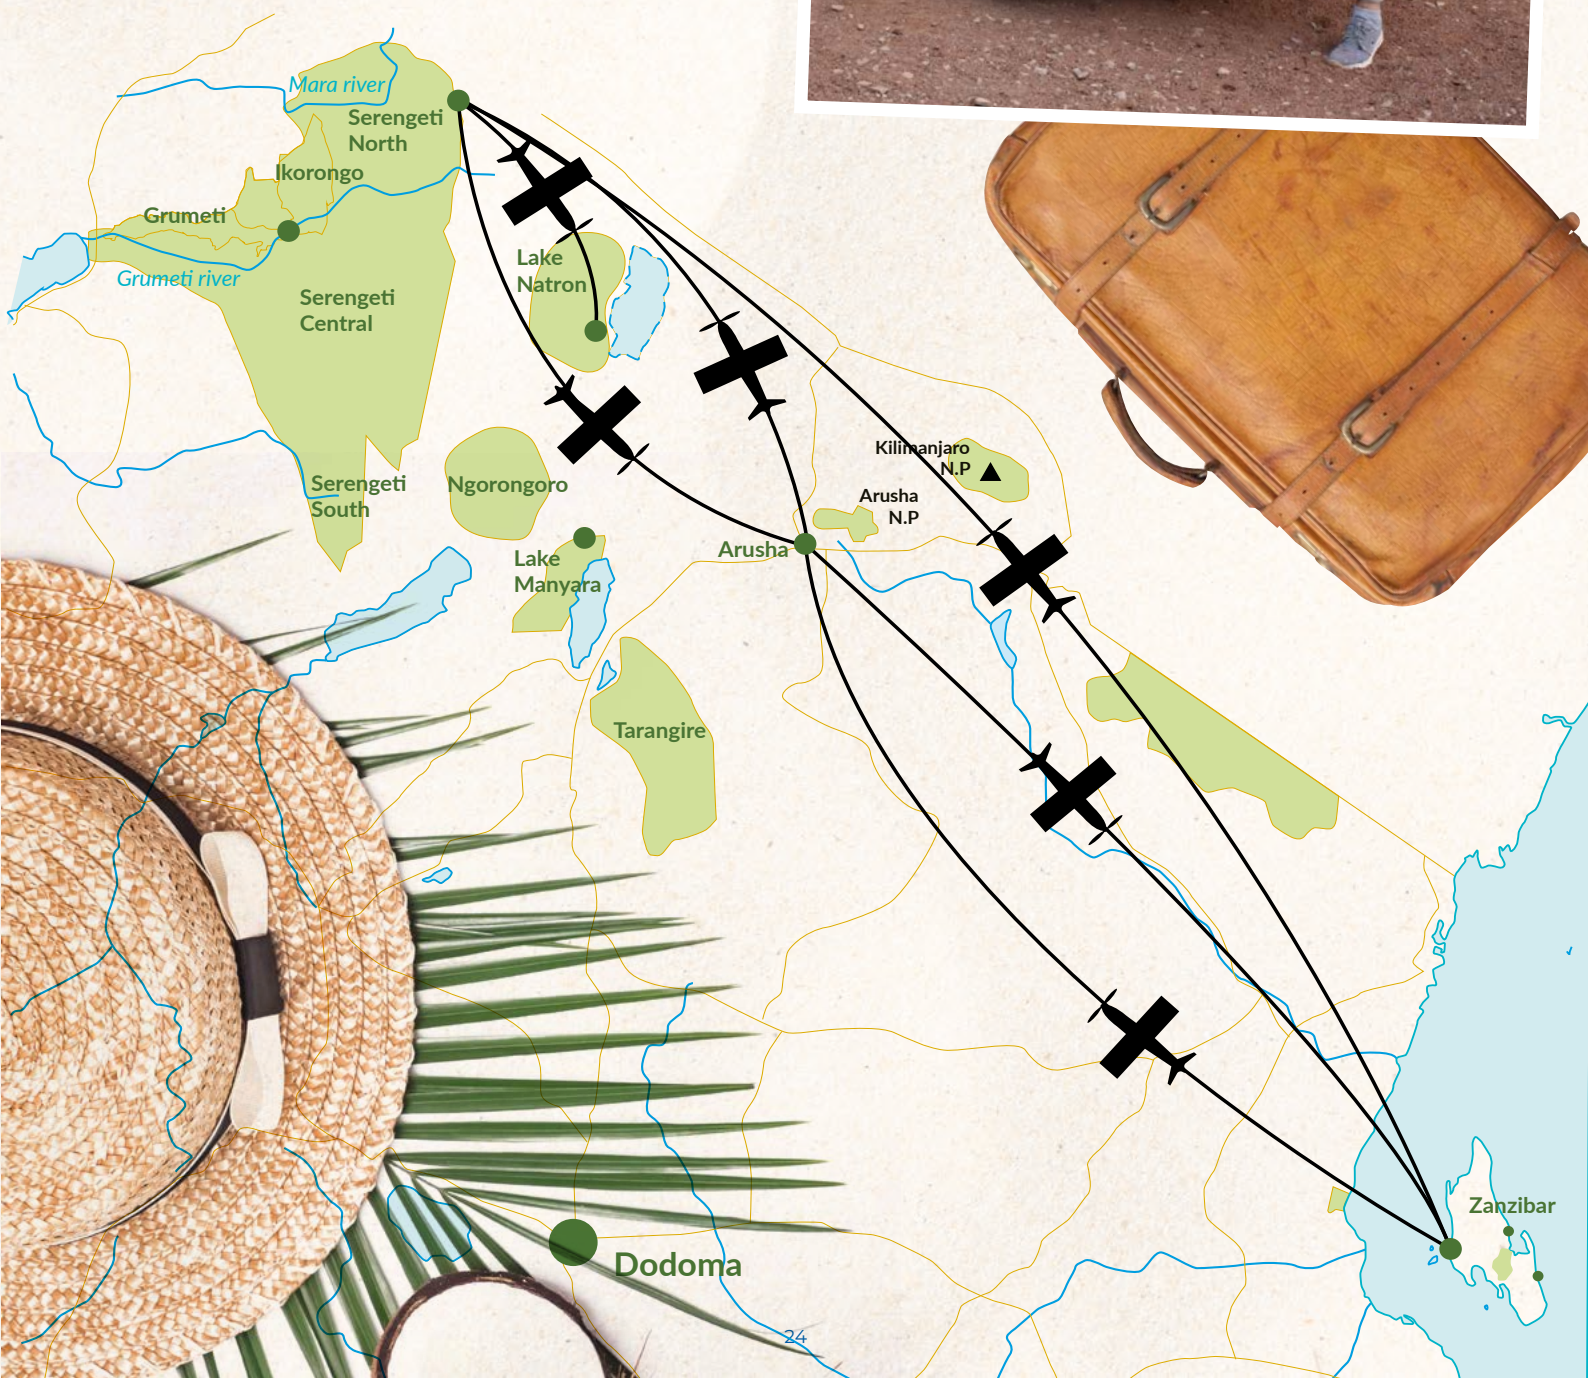 Mara river
Serengeti
North
Ikorongo
Grumeti
Grumeti river
Lake
Natron
Serengeti
Central
Kilimanjaro
N.P
Arusha
N.P
Serengeti
South
Ngorongoro
Arusha
Lake
Manyara
Tarangire
Zanzibar
Dodoma
24